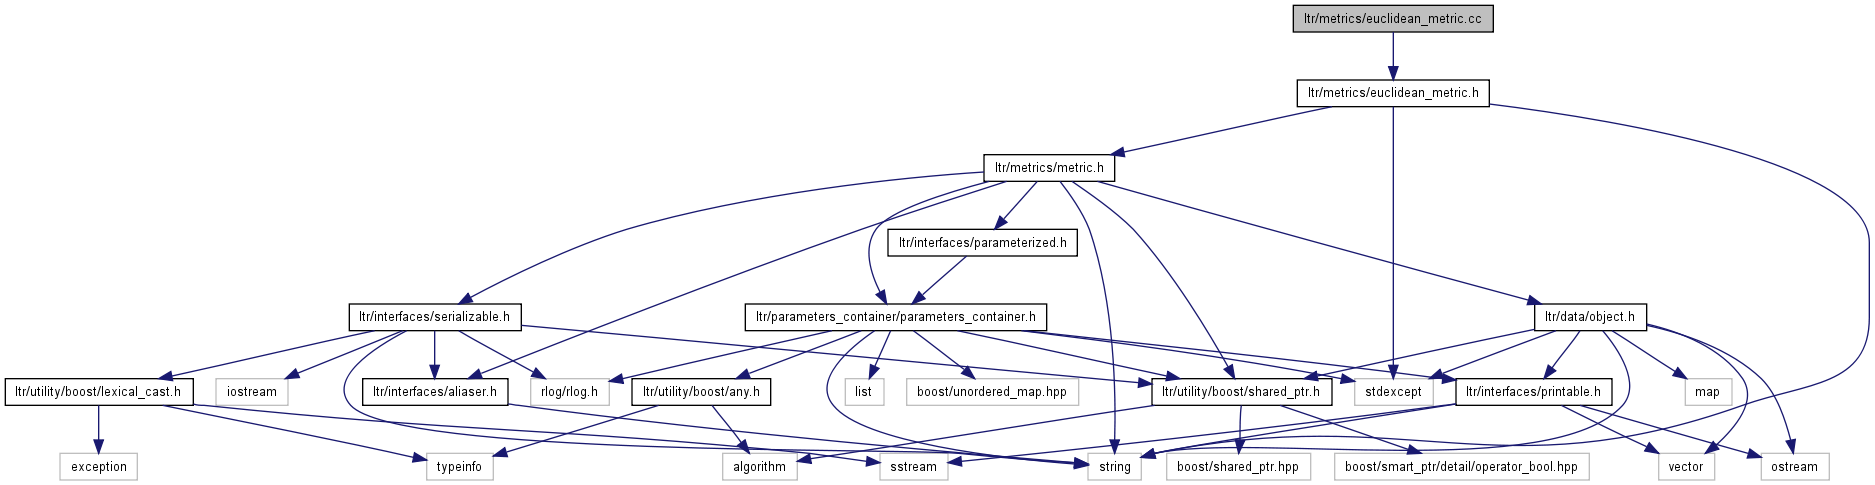 ltr/metrics/euclidean_metric.cc
ltr/metrics/euclidean_metric.h
ltr/metrics/metric.h
ltr/interfaces/parameterized.h
ltr/interfaces/serializable.h
ltr/parameters_container/parameters_container.h
ltr/data/object.h
ltr/utility/boost/lexical_cast.h
iostream
ltr/interfaces/aliaser.h
rlog/rlog.h
ltr/utility/boost/any.h
list
boost/unordered_map.hpp
ltr/utility/boost/shared_ptr.h
stdexcept
ltr/interfaces/printable.h
map
exception
typeinfo
algorithm
sstream
string
boost/shared_ptr.hpp
boost/smart_ptr/detail/operator_bool.hpp
vector
ostream